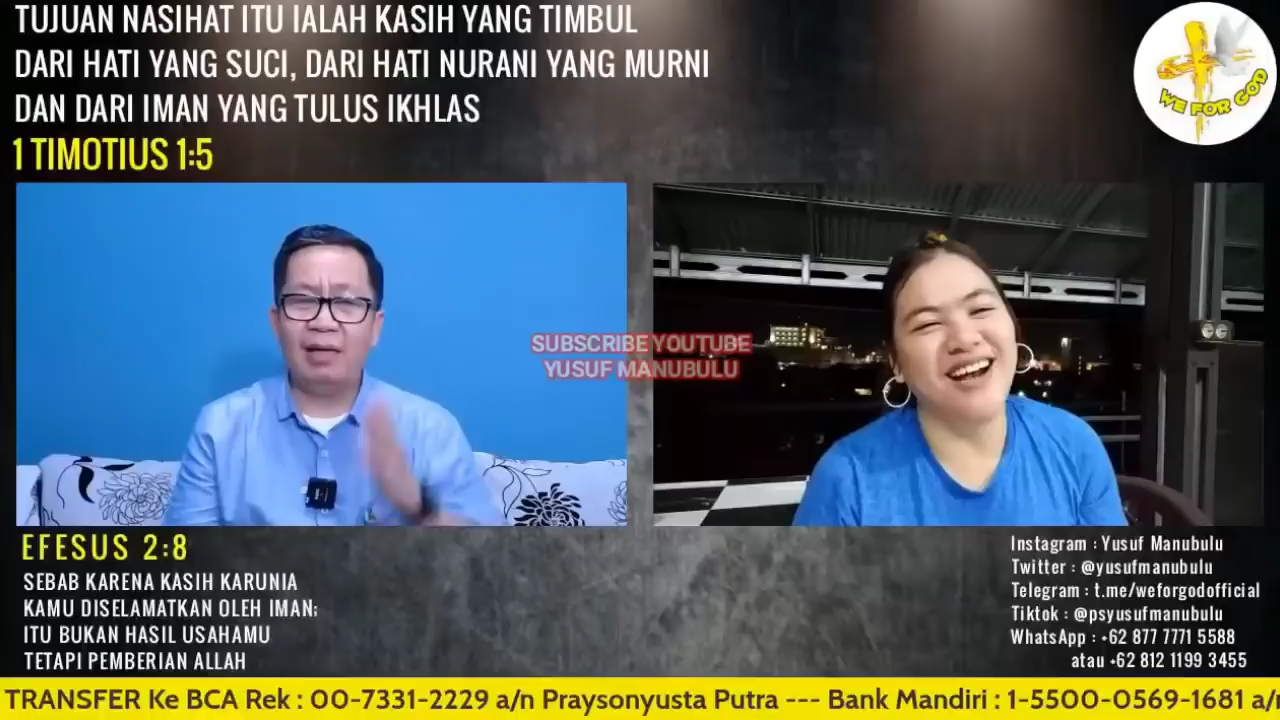 TUJUAN NASIHAT ITU IALAH KASIH YANG TIMBUL
DARI HATI YANG SUCI, DARI HATI NURANI YANG MURNI
DAN DARI IMAN YANG TULUS IKHLAS
1 TIMOTIUS 1:5
WE FOR GOD
SUBSCRIBE YOUTUBE
YUSUF MANUBULU
EFESUS 2:8
SEBAB KARENA KASIH KARUNIA
KAMU DISELAMATKAN OLEH IMAN;
ITU BUKAN HASIL USAHAMU
TETAPI PEMBERIAN ALLAH
Instagram : Yusuf Manubulu
Twitter : @yusufmanubulu
Telegram : t.me/weforgodofficial
Tiktok : @psyusufmanubulu
WhatsApp : +62 877 7771 5588
atau +62 812 1199 3455
TRANSFER Ke BCA Rek : 00-7331-2229 a/n Praysonyusta Putra --- Bank Mandiri : 1-5500-0569-1681 a/